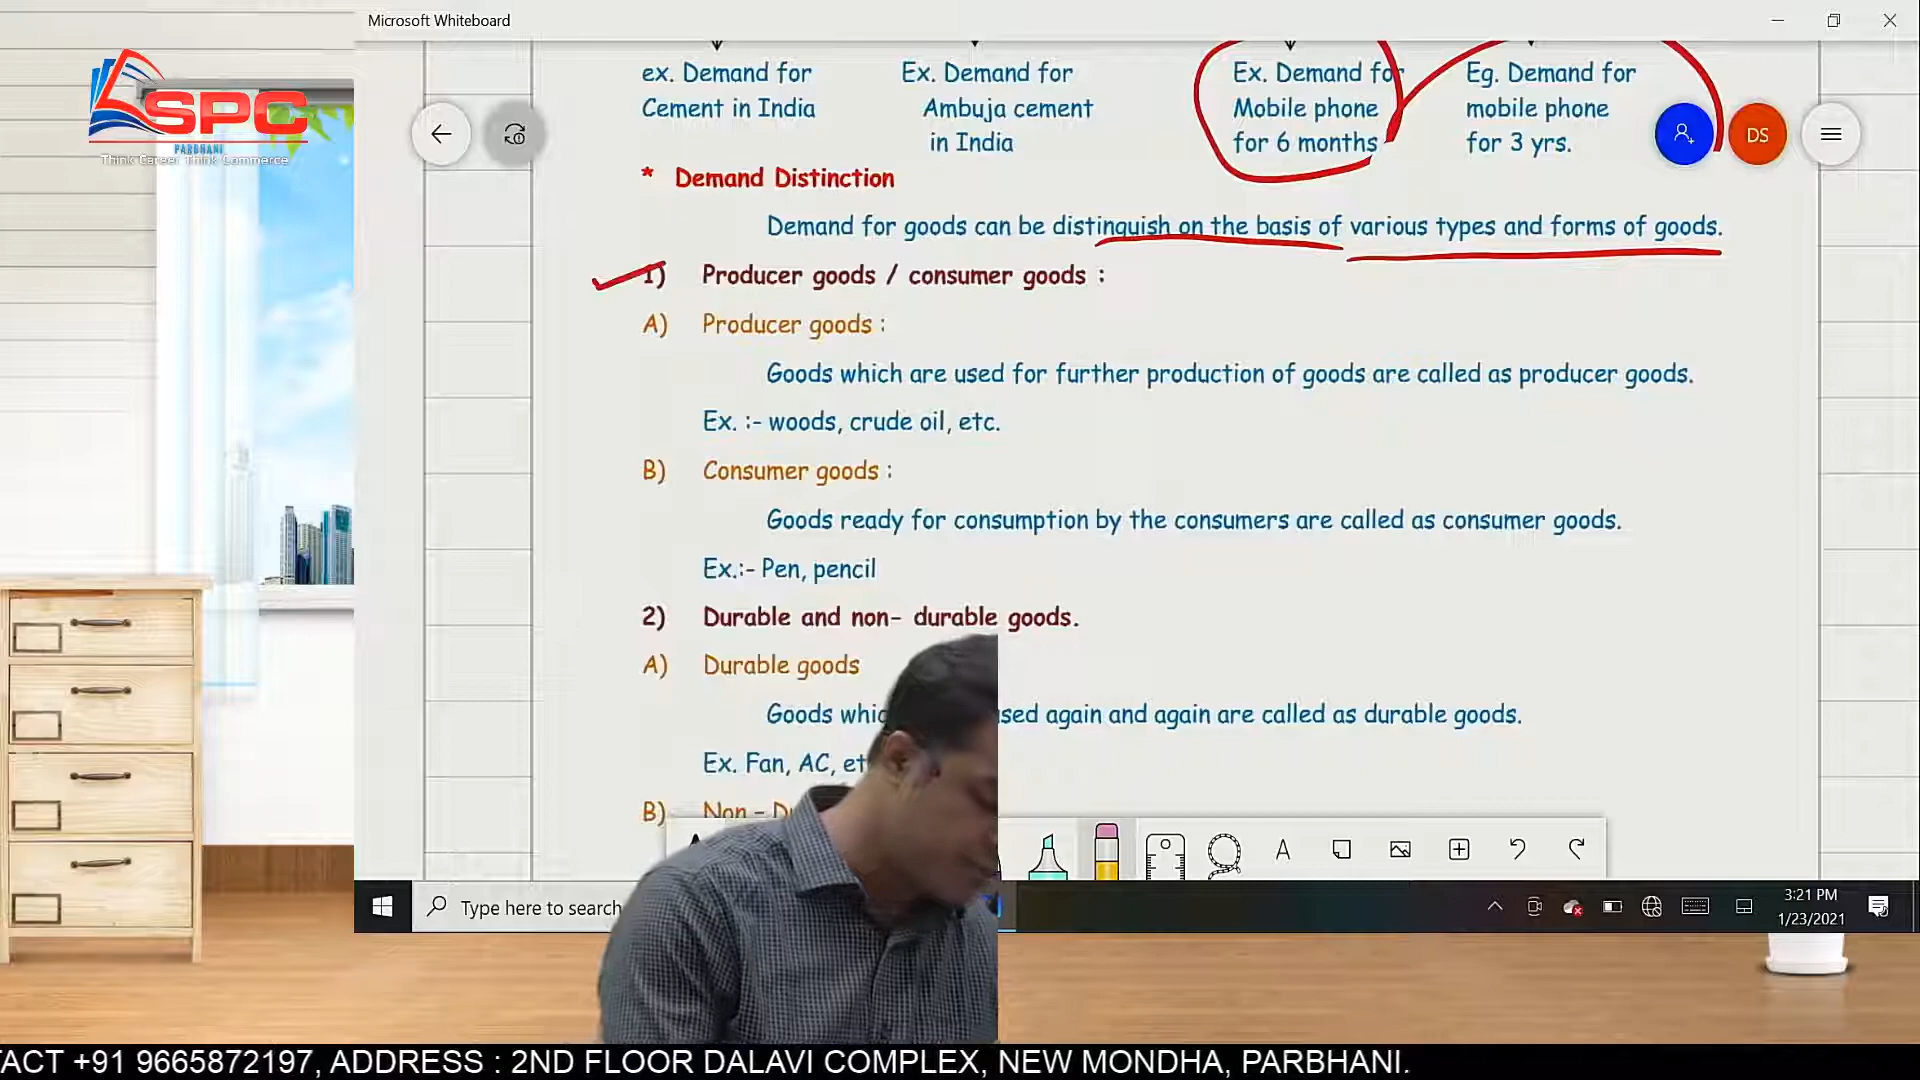 Microsoft Whiteboard
SPC
PARBHANI
Think Career Think Commerce
ex. Demand for
Cement in India
Ex. Demand for
Ambuja cement
in India
Ex. Demand for
Mobile phone
for 6 months
Eg. Demand for
mobile phone
for 3 yrs.
DS
* Demand Distinction
Demand for goods can be distinguish on the basis of various types and forms of goods.
1) Producer goods / consumer goods :
A) Producer goods :
Goods which are used for further production of goods are called as producer goods.
Ex. :- woods, crude oil, etc.
B) Consumer goods :
Goods ready for consumption by the consumers are called as consumer goods.
Ex.:- Pen, pencil
2) Durable and non- durable goods.
A) Durable goods
Goods again and again are called as durable goods.
Ex. Fan, AC,
B) Non -
Type here to search
3:21 PM
1/23/2021
+91 9665872197, ADDRESS : 2ND FLOOR DALAVI COMPLEX, NEW MONDHA, PARBHANI.